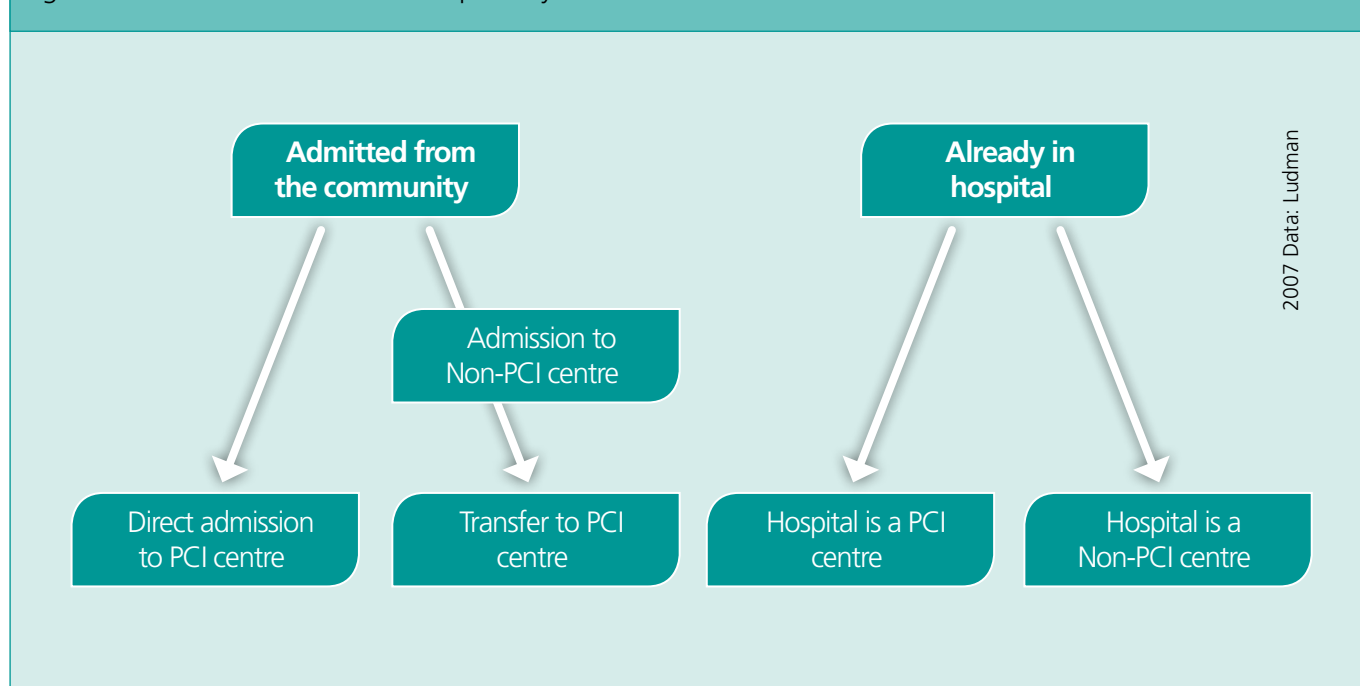 Admitted from
the community
Already in
hospital
2007 Data: Ludman
Admission to
Non-PCI centre
Direct admission
to PCI centre
Transfer to PCI
centre
Hospital is a PCI
centre
Hospital is a
Non-PCI centre